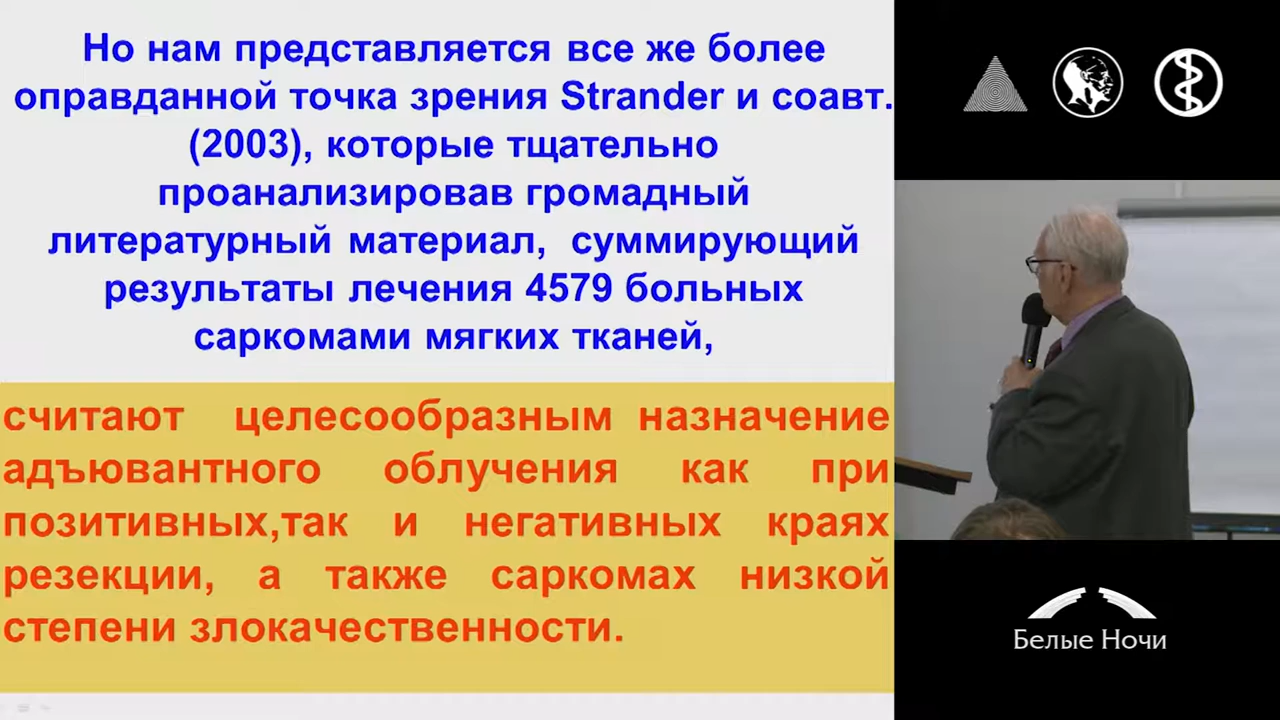 Но нам представляется все же более
оправданной точка зрения Strander и соавт.
(2003), которые тщательно
проанализировав громадный
литературный материал, суммирующий
результаты лечения 4579 больных
саркомами мягких тканей,
считают целесообразным назначение
адъювантного облучения как при
позитивных,так и негативных краях
резекции, а также саркомах низкой
степени злокачественности.
Белые Ночи